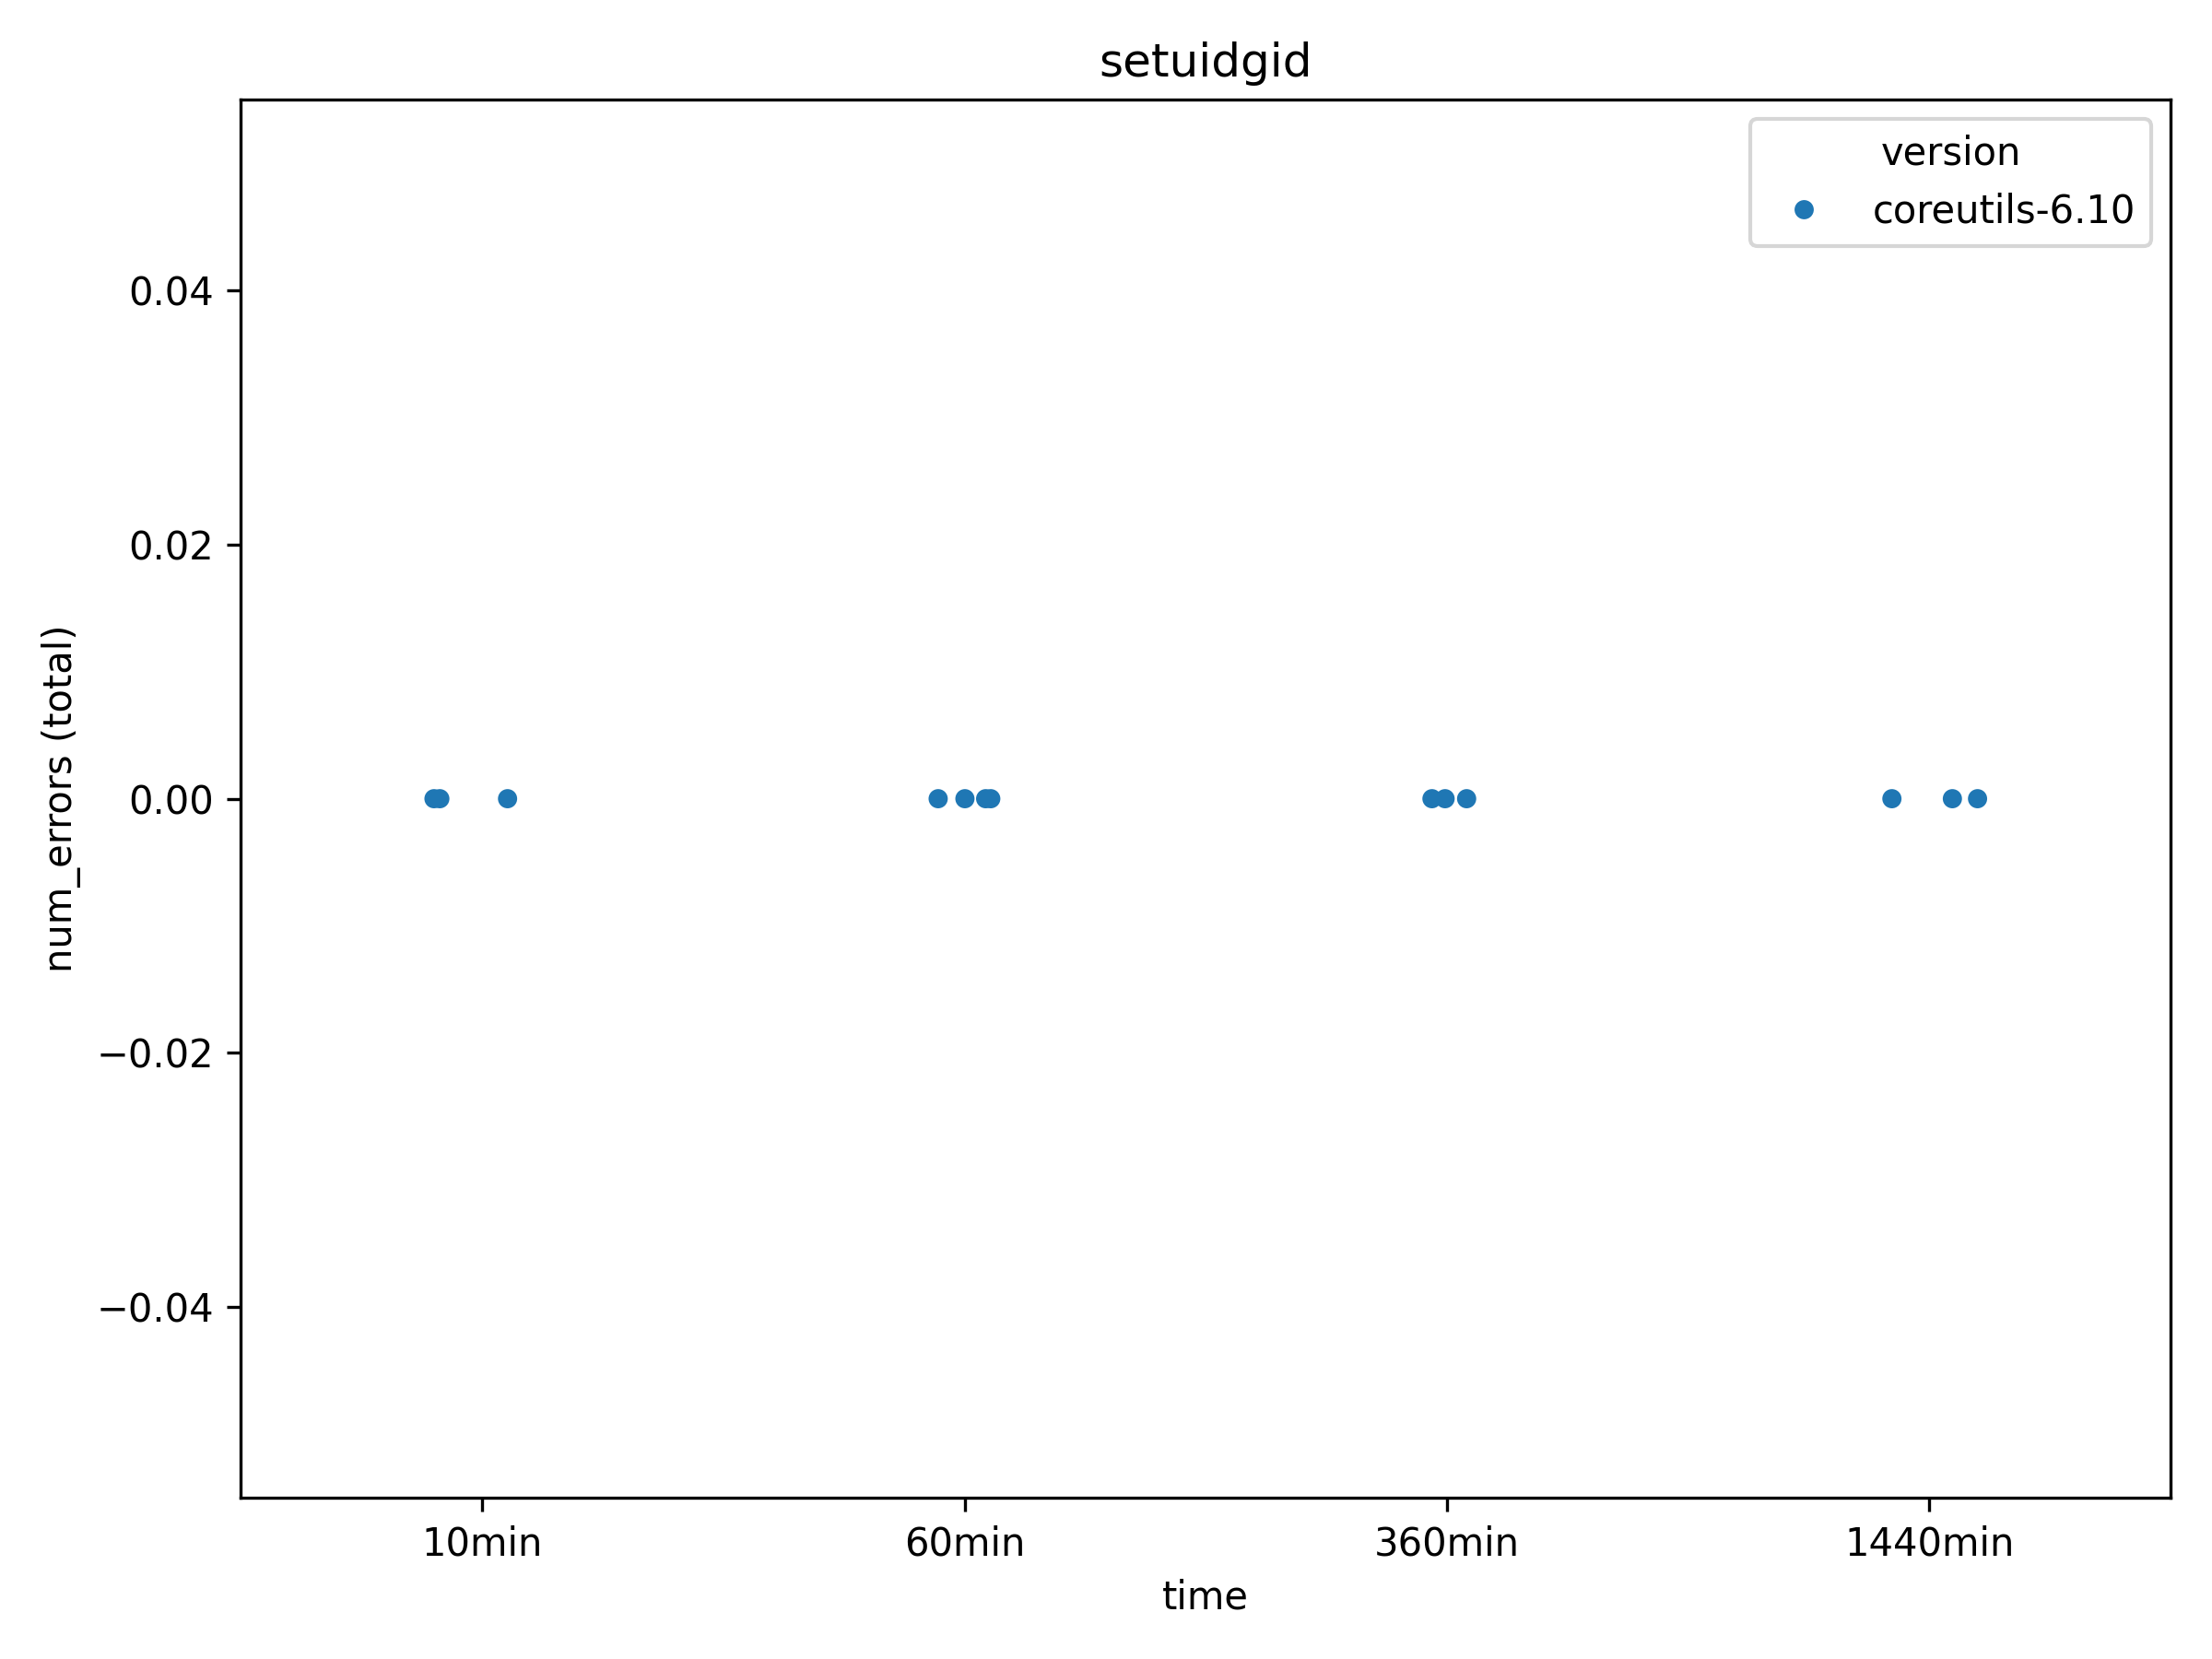 setuidgid
version
coreutils-6.10
0.04
0.02
0.00
−0.02
−0.04
num_errors (total)
10min
60min
360min
1440min
time